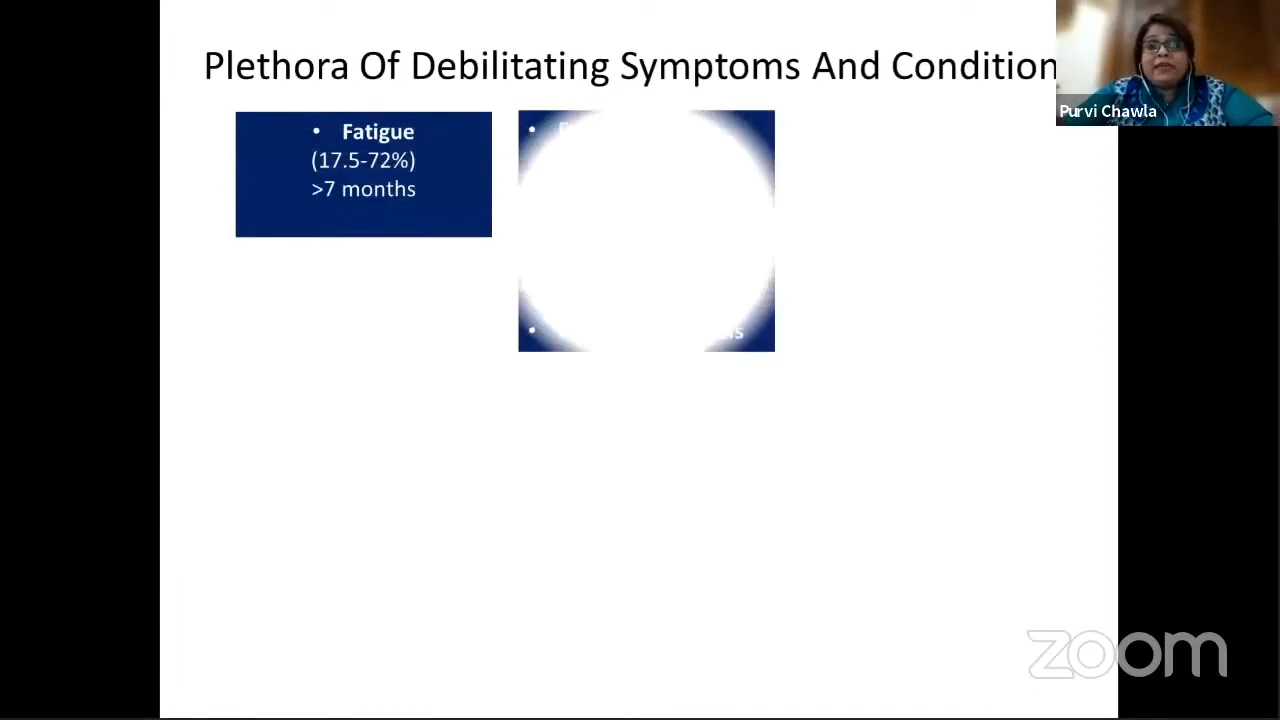 Plethora Of Debilitating Symptoms And Condition
Purvi Chawla
• Fatigue
(17.5-72%)
>7 months
zoom